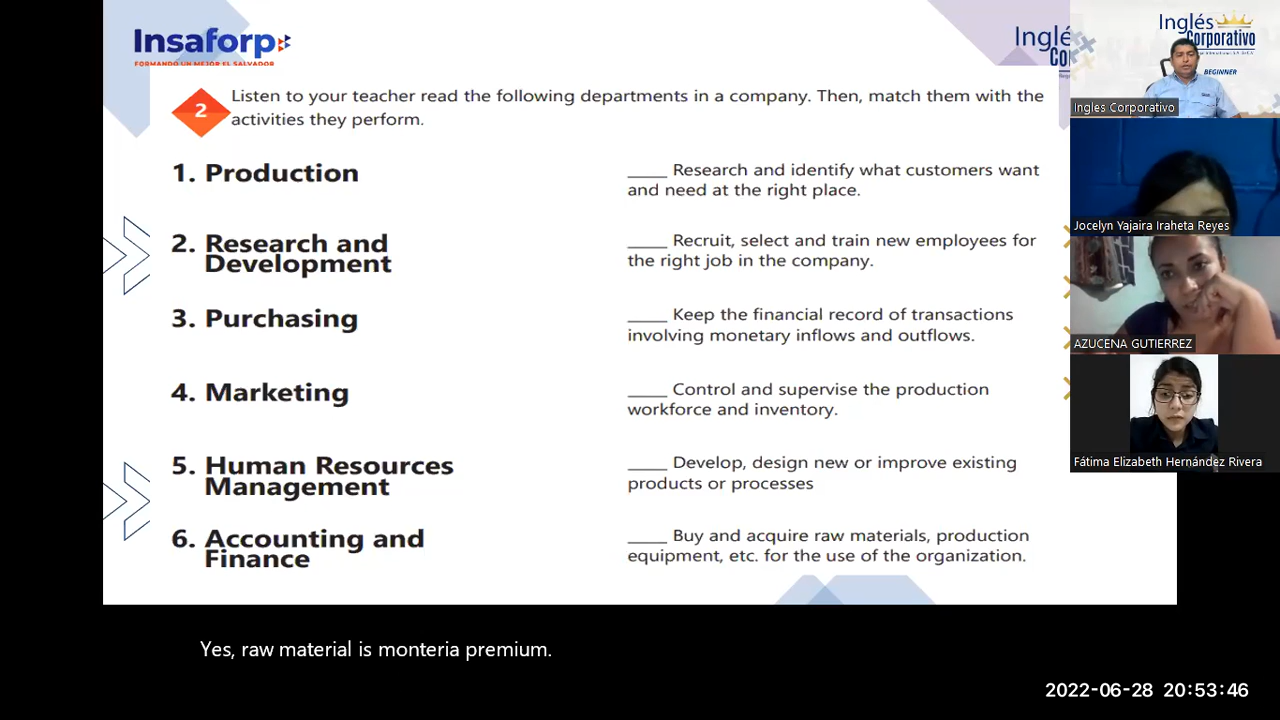 Insaforp
FORMANDO UN MEJOR EL SALVADOR
Inglés
Corporativo
BEGINNER
Ingles Corporativo
2
Listen to your teacher read the following departments in a company. Then, match them with the
activities they perform.
1. Production
____ Research and identify what customers want
and need at the right place.
2. Research and
Development
____ Recruit, select and train new employees for
the right job in the company.
3. Purchasing
____ Keep the financial record of transactions
involving monetary inflows and outflows.
4. Marketing
____ Control and supervise the production
workforce and inventory.
5. Human Resources
Management
____ Develop, design new or improve existing
products or processes
6. Accounting and
Finance
____ Buy and acquire raw materials, production
equipment, etc. for the use of the organization.
Jocelyn Yajaira Iraheta Reyes
AZUCENA GUTIERREZ
Fátima Elizabeth Hernández Rivera
Yes, raw material is monteria premium.
2022-06-28 20:53:46